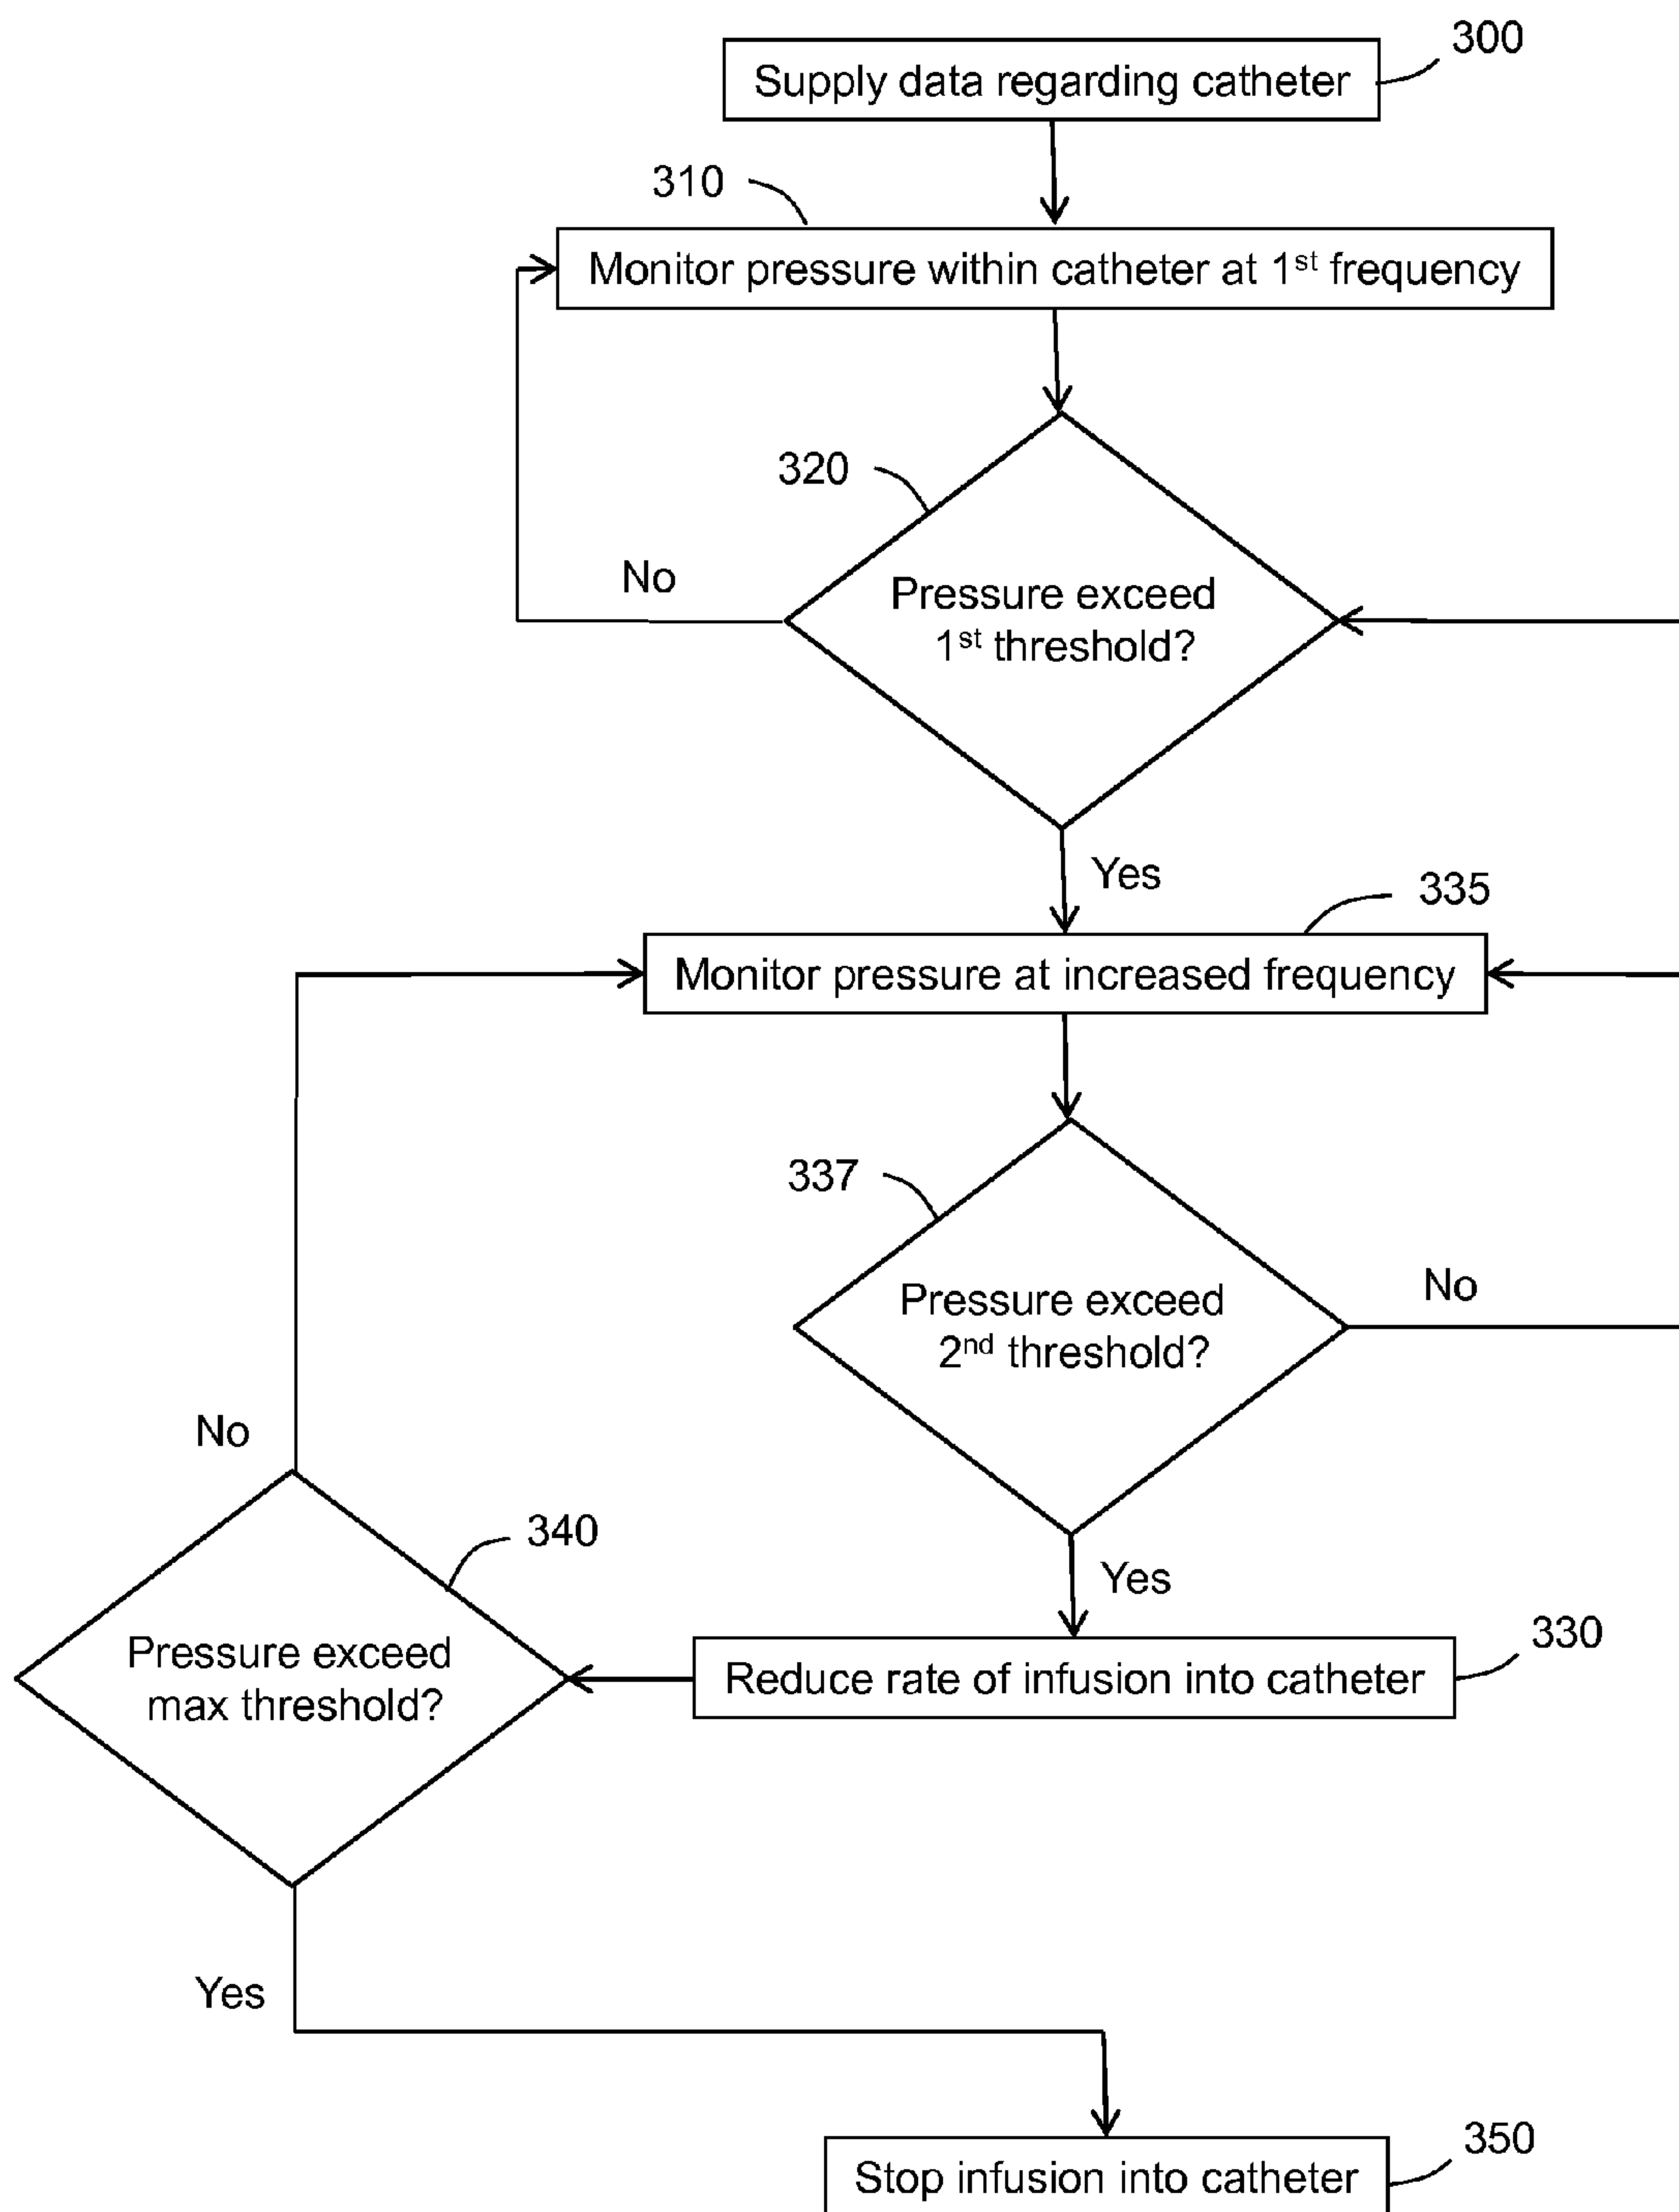 300
Supply data regarding catheter
310
Monitor pressure within catheter at 1st frequency
320
No
Pressure exceed
1st threshold?
Yes
335
Monitor pressure at increased frequency
337
Pressure exceed
2nd threshold?
No
No
340
Yes
330
Pressure exceed
max threshold?
Reduce rate of infusion into catheter
Yes
350
Stop infusion into catheter